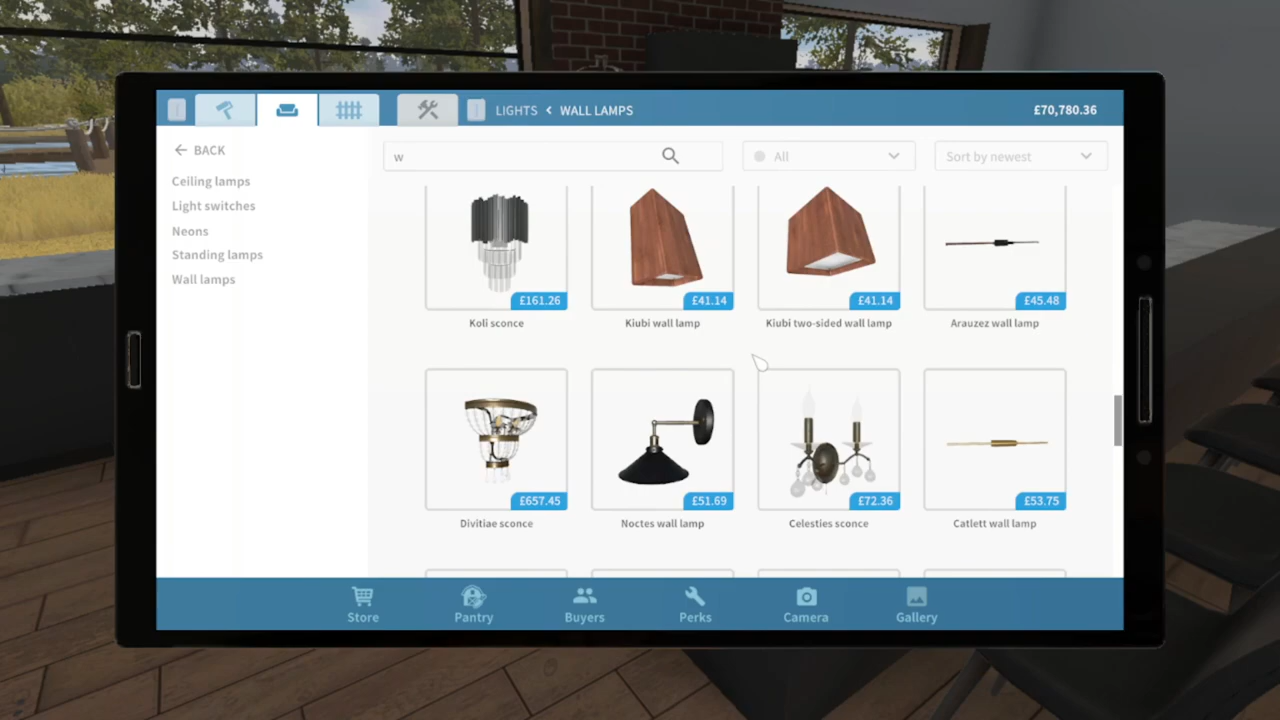 LIGHTS < WALL LAMPS
£70,780.36
BACK
Ceiling lamps
Light switches
Neons
Standing lamps
Wall lamps
w
All
Sort by newest
£161.26
£41.14
£41.14
£45.48
Koli sconce
Kiubi wall lamp
Kiubi two-sided wall lamp
Arauzez wall lamp
£657.45
£51.69
£72.36
£53.75
Divitiae sconce
Noctes wall lamp
Celesties sconce
Catlett wall lamp
Store
Pantry
Buyers
Perks
Camera
Gallery